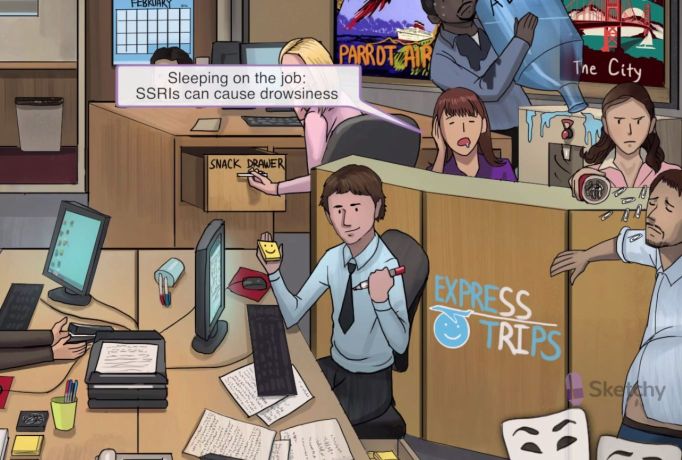 FEBRUARY
PARROT AIR
The City
Sleeping on the job:
SSRIs can cause drowsiness
SNACK DRAWER
EXPRESS
TRIPS
Sketchy